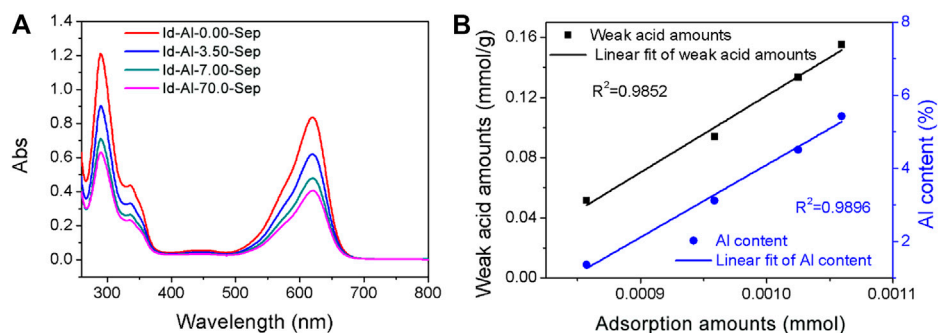 A
Id-Al-0.00-Sep
Id-Al-3.50-Sep
Id-Al-7.00-Sep
Id-Al-70.0-Sep
Abs
1.4
1.2
1.0
0.8
0.6
0.4
0.2
0.0
300 400 500 600 700 800
Wavelength (nm)
B
Weak acid amounts
Linear fit of weak acid amounts
R²=0.9852
R²=0.9896
Al content
Linear fit of Al content
Weak acid amounts (mmol/g)
0.16
0.12
0.08
0.04
0.00
0.0009 0.0010 0.0011
Adsorption amounts (mmol)
8
6
4
2
Al content (%)